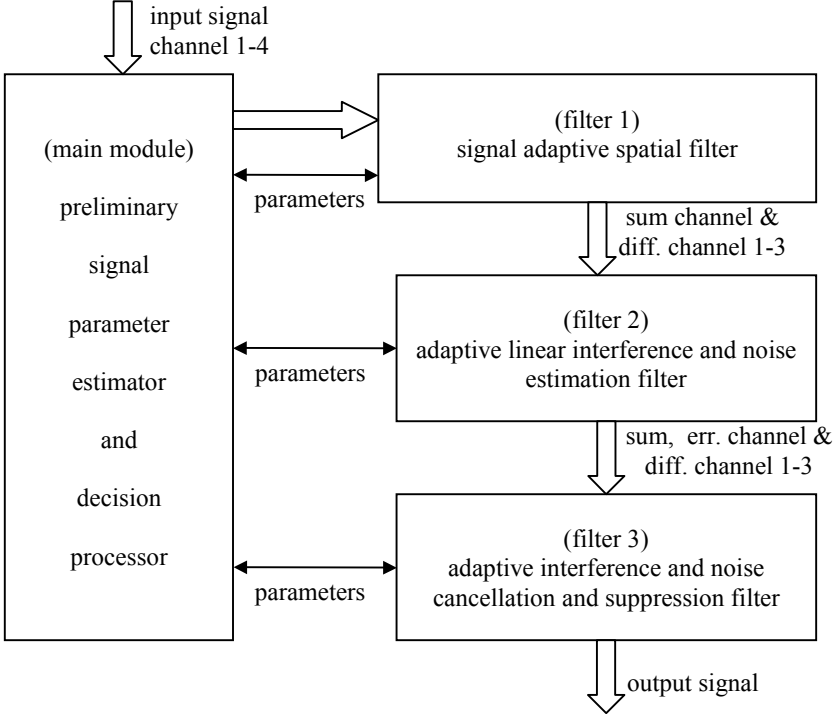 input signal
channel 1-4
(main module)
preliminary
signal
parameter
estimator
and
decision
processor
(filter 1)
signal adaptive spatial filter
parameters
sum channel &
diff. channel 1-3
(filter 2)
adaptive linear interference and noise
estimation filter
parameters
sum, err. channel &
diff. channel 1-3
(filter 3)
adaptive interference and noise
cancellation and suppression filter
parameters
output signal